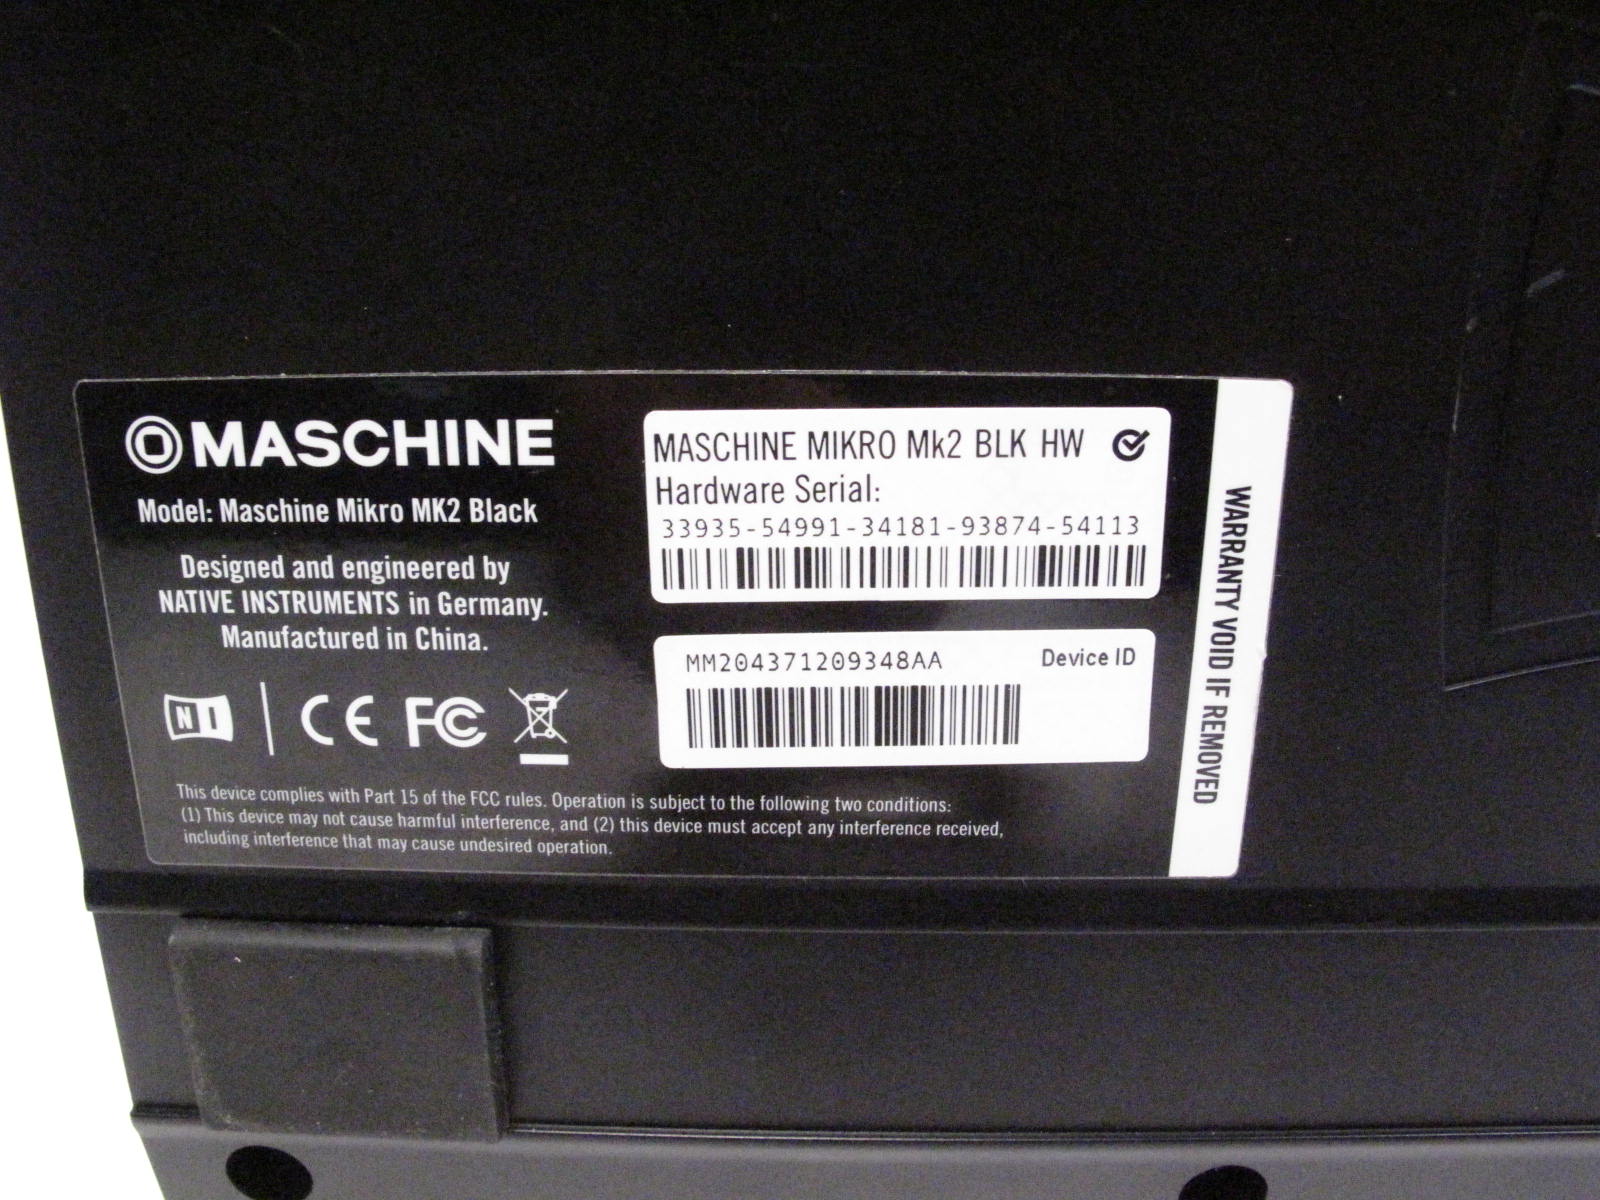 MASCHINE
Model: Maschine Mikro MK2 Black
Designed and engineered by
NATIVE INSTRUMENTS in Germany.
Manufactured in China.
NI
CE FC
This device complies with Part 15 of the FCC rules. Operation is subject to the following two conditions:
(1) This device may not cause harmful interference, and (2) this device must accept any interference received,
including interference that may cause undesired operation.
MASCHINE MIKRO Mk2 BLK HW
Hardware Serial:
33935-54991-34181-93874-54113
MM204371209348AA Device ID
WARRANTY VOID IF REMOVED